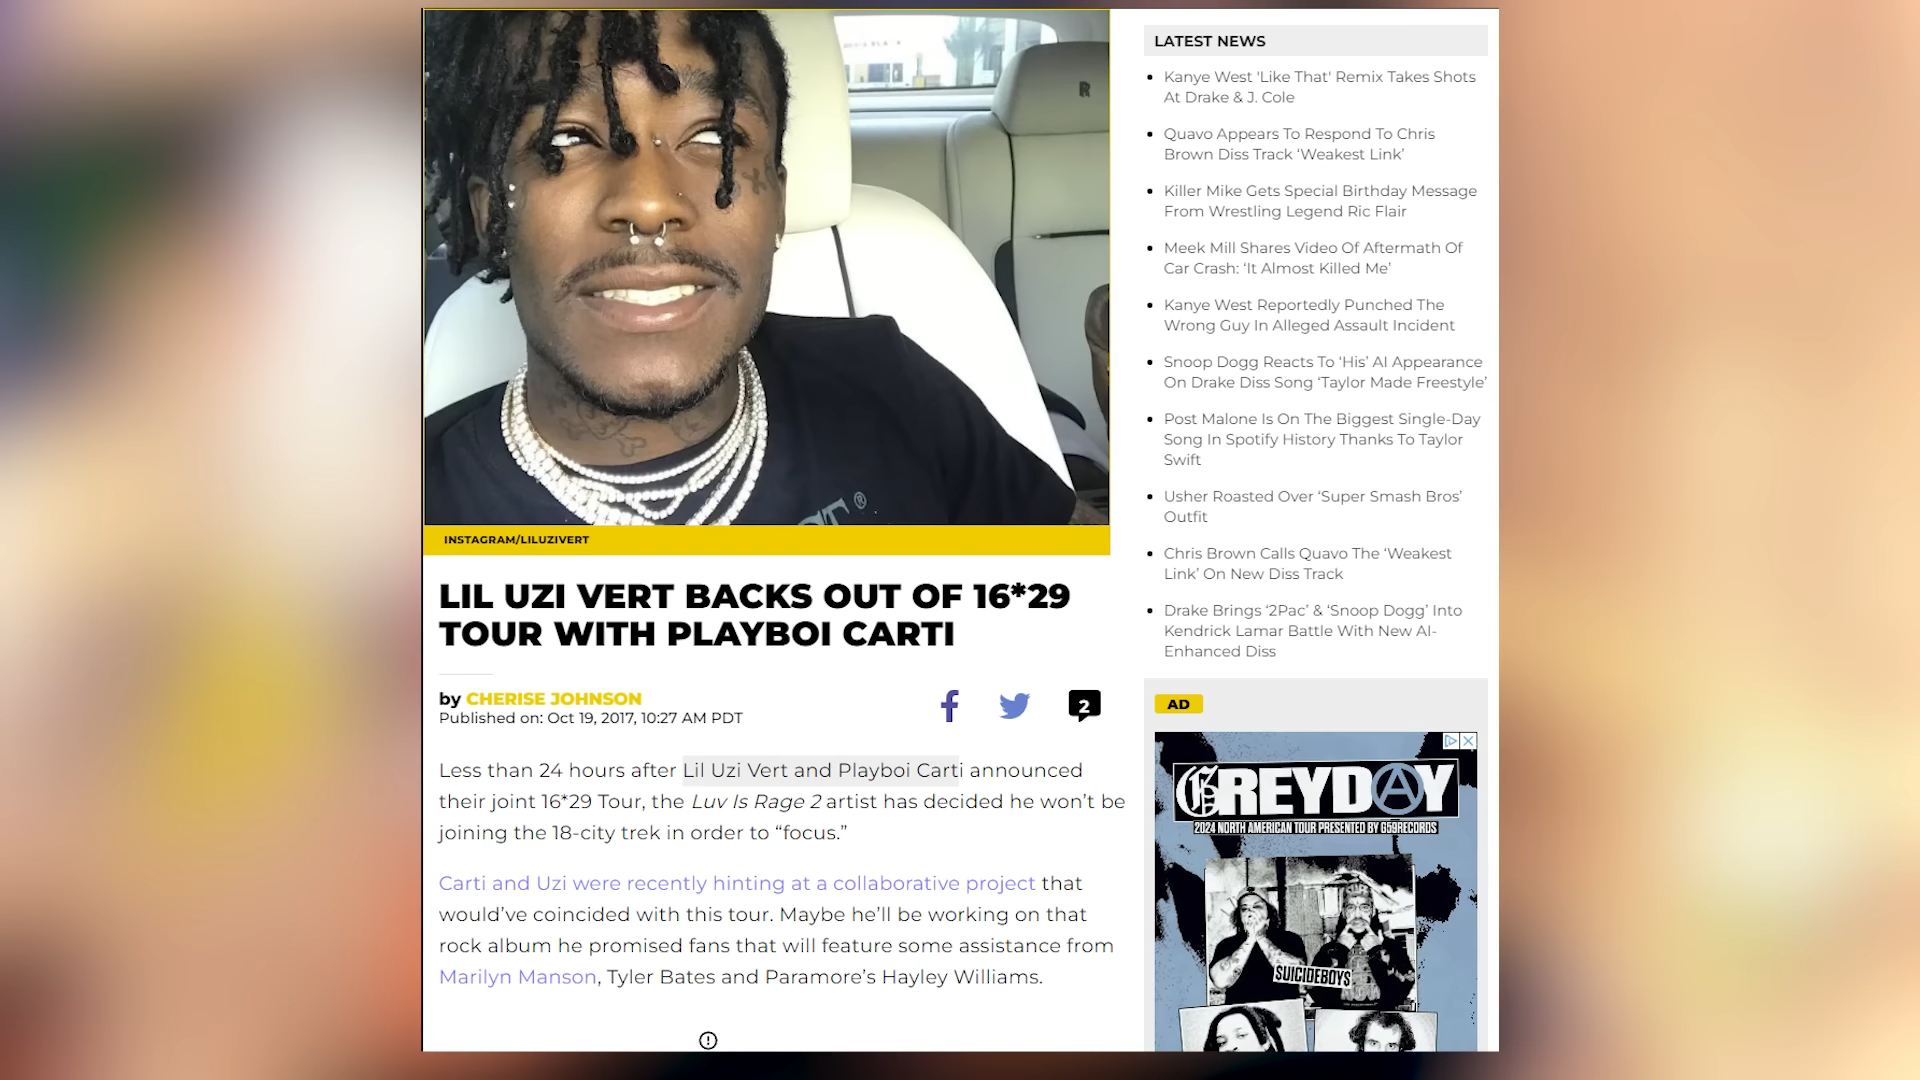 INSTAGRAM/LILUZIVERT
LIL UZI VERT BACKS OUT OF 16*29
TOUR WITH PLAYBOI CARTI
by CHERISE JOHNSON
Published on: Oct 19, 2017, 10:27 AM PDT
2
Less than 24 hours after Lil Uzi Vert and Playboi Carti announced
their joint 16*29 Tour, the Luv Is Rage 2 artist has decided he won’t be
joining the 18-city trek in order to “focus.”
Carti and Uzi were recently hinting at a collaborative project that
would’ve coincided with this tour. Maybe he’ll be working on that
rock album he promised fans that will feature some assistance from
Marilyn Manson, Tyler Bates and Paramore’s Hayley Williams.
LATEST NEWS
Kanye West 'Like That' Remix Takes Shots
At Drake & J. Cole
Quavo Appears To Respond To Chris
Brown Diss Track ‘Weakest Link’
Killer Mike Gets Special Birthday Message
From Wrestling Legend Ric Flair
Meek Mill Shares Video Of Aftermath Of
Car Crash: ‘It Almost Killed Me’
Kanye West Reportedly Punched The
Wrong Guy In Alleged Assault Incident
Snoop Dogg Reacts To ‘His’ AI Appearance
On Drake Diss Song ‘Taylor Made Freestyle’
Post Malone Is On The Biggest Single-Day
Song In Spotify History Thanks To Taylor
Swift
Usher Roasted Over ‘Super Smash Bros’
Outfit
Chris Brown Calls Quavo The ‘Weakest
Link’ On New Diss Track
Drake Brings ‘2Pac’ & ‘Snoop Dogg’ Into
Kendrick Lamar Battle With New AI-
Enhanced Diss
AD
GREYDAY
2024 NORTH AMERICAN TOUR PRESENTED BY G59RECORDS
SUICIDEBOYS